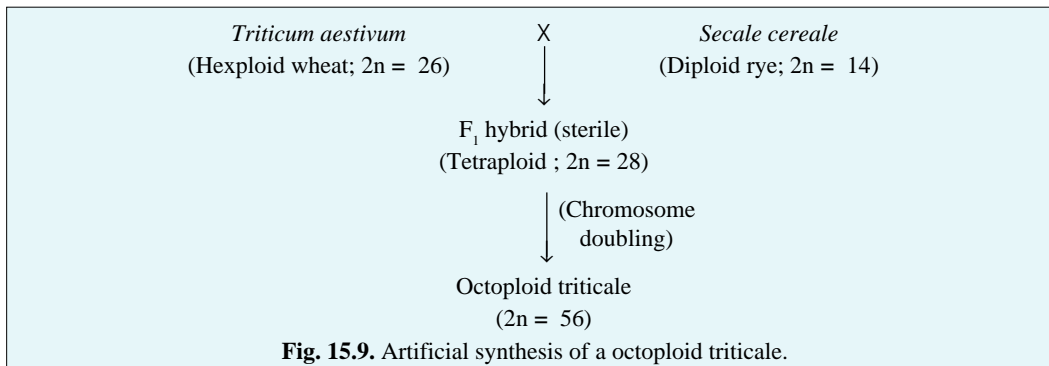 Triticum aestivum X Secale cereale
(Hexploid wheat; 2n = 26) (Diploid rye; 2n = 14)
F1 hybrid (sterile)
(Tetraploid ; 2n = 28)
(Chromosome
doubling)
Octoploid triticale
(2n = 56)
Fig. 15.9. Artificial synthesis of a octoploid triticale.